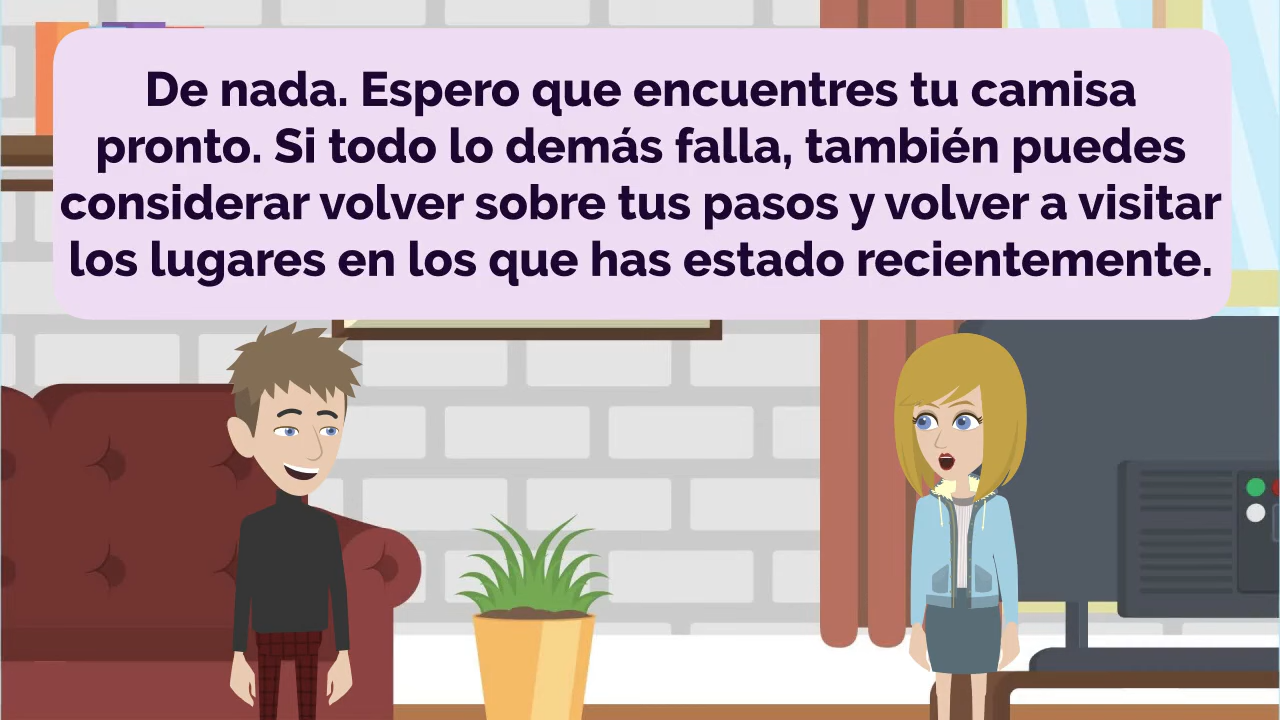 De nada. Espero que encuentres tu camisa
pronto. Si todo lo demás falla, también puedes
considerar volver sobre tus pasos y volver a visitar
los lugares en los que has estado recientemente.